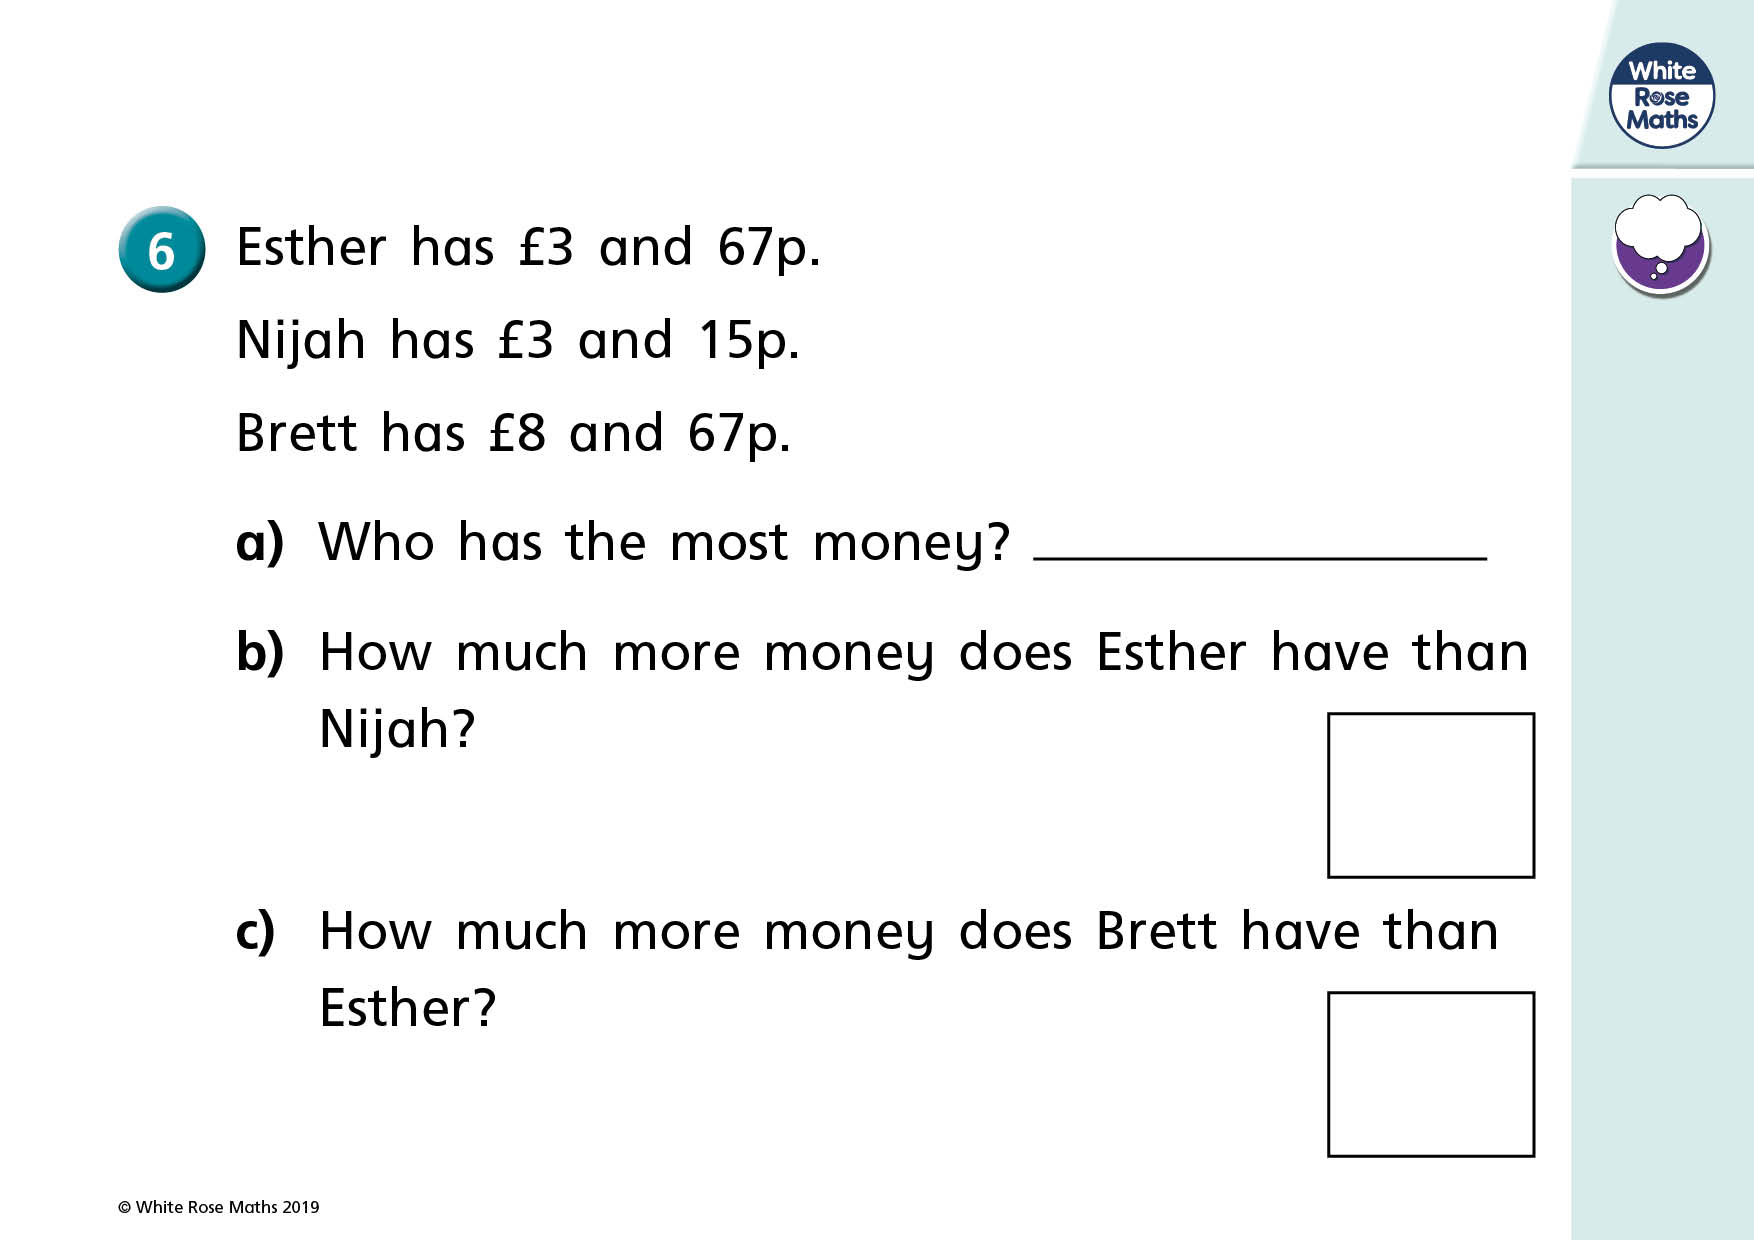 White
Rose
Maths
6 Esther has £3 and 67p.
Nijah has £3 and 15p.
Brett has £8 and 67p.
a) Who has the most money?
b) How much more money does Esther have than
Nijah?
c) How much more money does Brett have than
Esther?
© White Rose Maths 2019